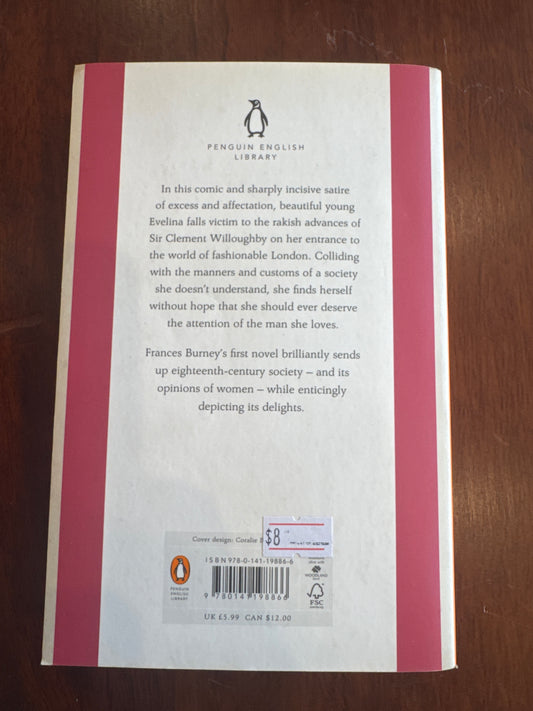 PENGUIN ENGLISH
LIBRARY
In this comic and sharply incisive satire
of excess and affectation, beautiful young
Evelina falls victim to the rakish advances of
Sir Clement Willoughby on her entrance to
the world of fashionable London. Colliding
with the manners and customs of a society
she doesn't understand, she finds herself
without hope that she should ever deserve
the attention of the man she loves.
Frances Burney's first novel brilliantly sends
up eighteenth-century society – and its
opinions of women – while enticingly
depicting its delights.
Cover design: Coralie
$8
ISBN 978-0-141-19886-6
9 780141 198866
PENGUIN
ENGLISH
LIBRARY
WOODLAND
FSC
UK £5.99 CAN $12.00